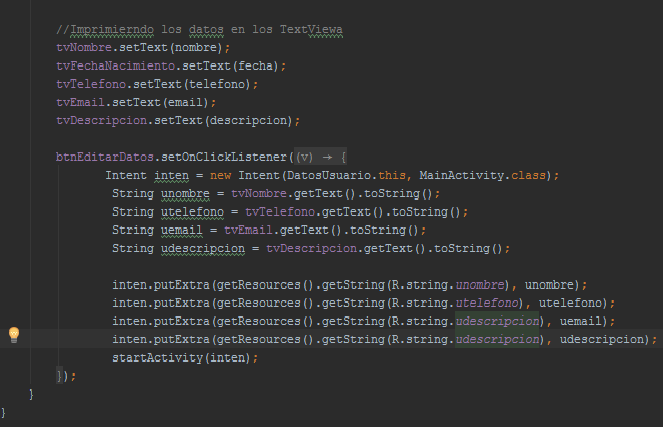 //Imprimierndo los datos en los TextViewa
tvNombre.setText(nombre);
tvFechaNacimiento.setText(fecha);
tvTelefono.setText(telefono);
tvEmail.setText(email);
tvDescripcion.setText(descripcion);
btnEditarDatos.setOnClickListener((v) → {
Intent inten = new Intent(DatosUsuario.this, MainActivity.class);
String unombre = tvNombre.getText().toString();
String utelefono = tvTelefono.getText().toString();
String uemail = tvEmail.getText().toString();
String udescripcion = tvDescripcion.getText().toString();
inten.putExtra(getResources().getString(R.string.unombre), unombre);
inten.putExtra(getResources().getString(R.string.utelefono), utelefono);
inten.putExtra(getResources().getString(R.string.udescripcion), uemail);
inten.putExtra(getResources().getString(R.string.udescripcion), udescripcion);
startActivity(inten);
});
}
}